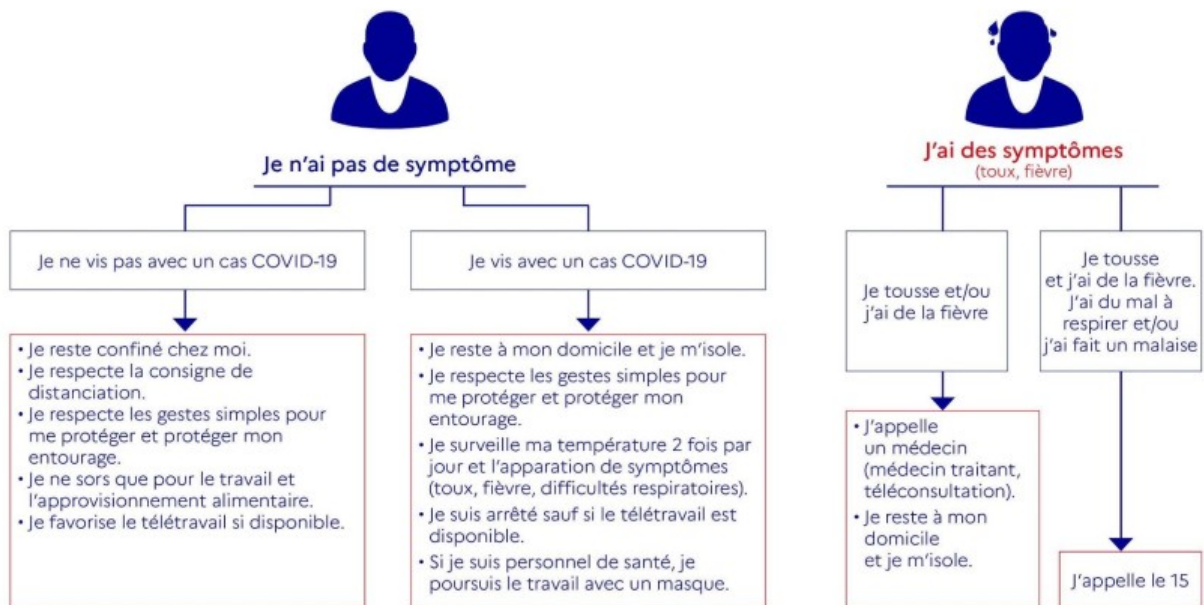 Je n'ai pas de symptôme
Je ne vis pas avec un cas COVID-19
• Je reste confiné chez moi.
• Je respecte la consigne de
distanciation.
• Je respecte les gestes simples pour
me protéger et protéger mon
entourage.
• Je ne sors que pour le travail et
l'approvisionnement alimentaire.
• Je favorise le télétravail si disponible.
Je vis avec un cas COVID-19
• Je reste à mon domicile et je m'isole.
• Je respecte les gestes simples pour
me protéger et protéger mon
entourage.
• Je surveille ma température 2 fois par
jour et l'apparation de symptômes
(toux, fièvre, difficultés respiratoires).
• Je suis arrêté sauf si le télétravail est
disponible.
• Si je suis personnel de santé, je
poursuis le travail avec un masque.
J'ai des symptômes
(toux, fièvre)
Je tousse et/ou
j'ai de la fièvre
• J'appelle
un médecin
(médecin traitant,
téléconsultation).
• Je reste à mon
domicile
et je m'isole.
Je tousse
et j'ai de la fièvre.
J'ai du mal à
respirer et/ou
j'ai fait un malaise
J'appelle le 15